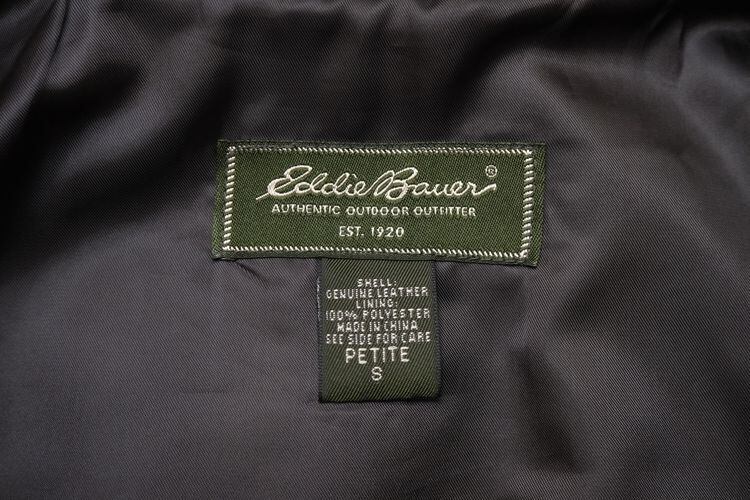 Eddie Bauer®
AUTHENTIC OUTDOOR OUTFITTER
EST. 1920
SHELL:
GENUINE LEATHER
LINING:
100% POLYESTER
MADE IN CHINA
SEE SIDE FOR CARE
PETITE
S